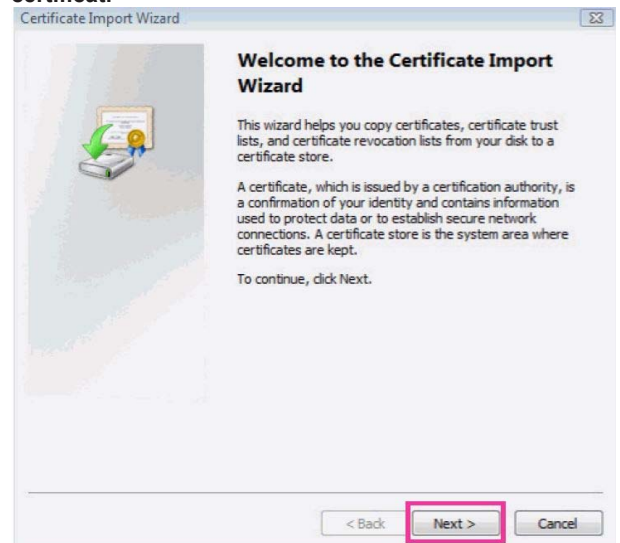 certificati
Certificate Import Wizard
Welcome to the Certificate Import
Wizard
This wizard helps you copy certificates, certificate trust
lists, and certificate revocation lists from your disk to a
certificate store.
A certificate, which is issued by a certification authority, is
a confirmation of your identity and contains information
used to protect data or to establish secure network
connections. A certificate store is the system area where
certificates are kept.
To continue, click Next.
< Back Next > Cancel